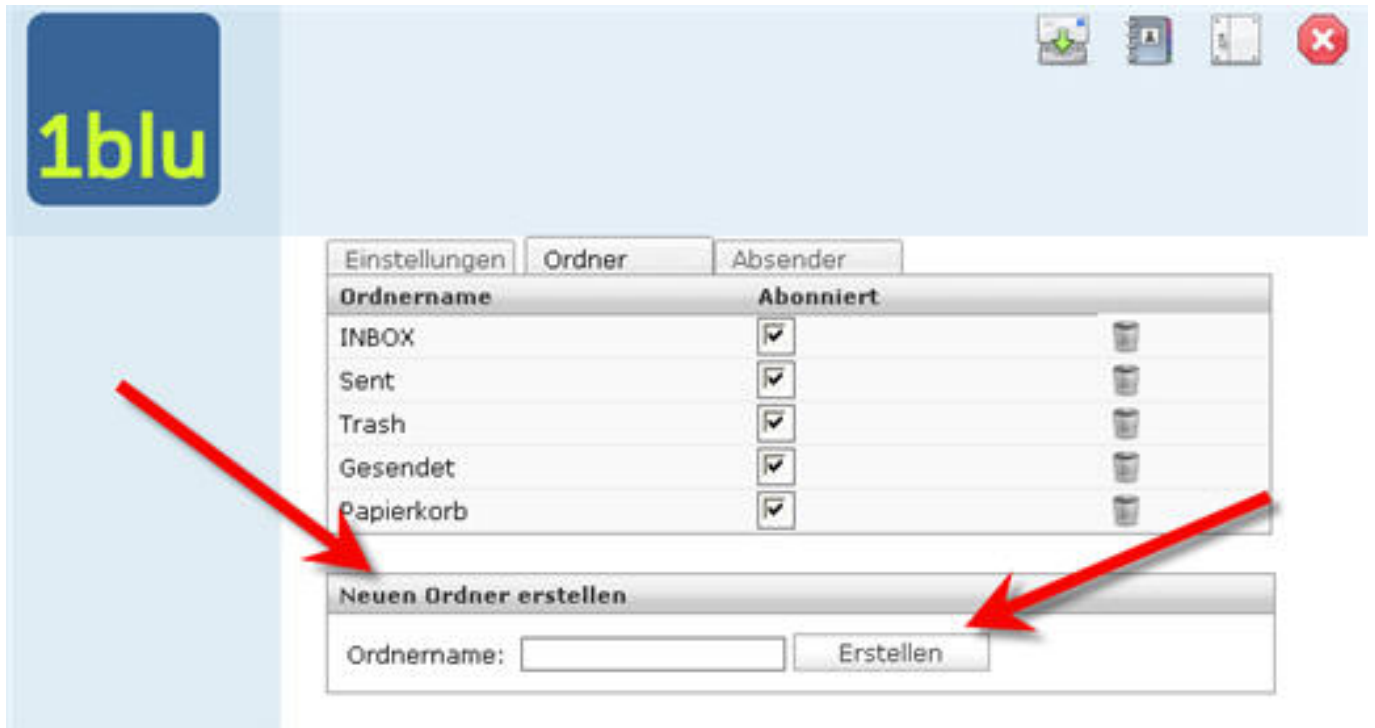 1blu
Einstellungen Ordner Absender
Ordnername Abonniert
INBOX
Sent
Trash
Gesendet
Papierkorb
Neuen Ordner erstellen
Ordnername: Erstellen